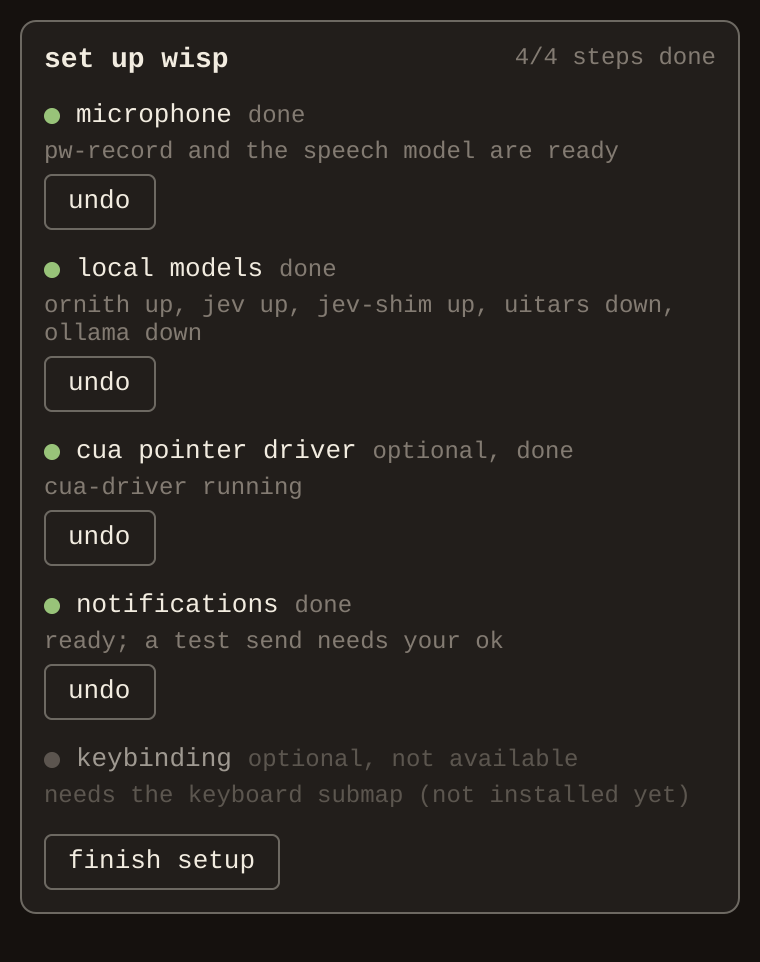 set up wisp 4/4 steps done
microphone done
pw-record and the speech model are ready
undo
local models done
ornith up, jev up, jev-shim up, uitars down,
ollama down
undo
cua pointer driver optional, done
cua-driver running
undo
notifications done
ready; a test send needs your ok
undo
keybinding optional, not available
needs the keyboard submap (not installed yet)
finish setup